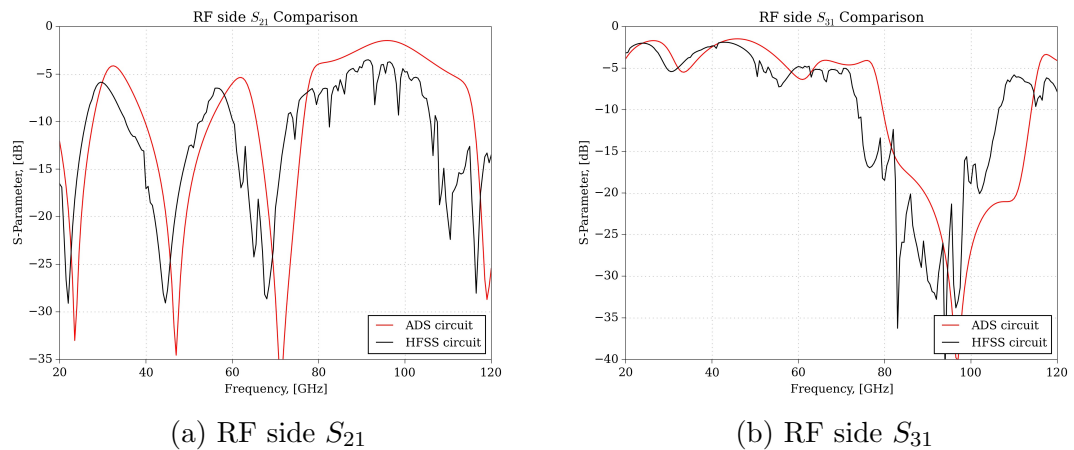 RF side S21 Comparison
S-Parameter, [dB]
0
−5
−10
−15
−20
−25
−30
−35
20 40 60 80 100 120
Frequency, [GHz]
ADS circuit
HFSS circuit
(a) RF side S21
RF side S31 Comparison
S-Parameter, [dB]
0
−5
−10
−15
−20
−25
−30
−35
−40
20 40 60 80 100 120
Frequency, [GHz]
ADS circuit
HFSS circuit
(b) RF side S31